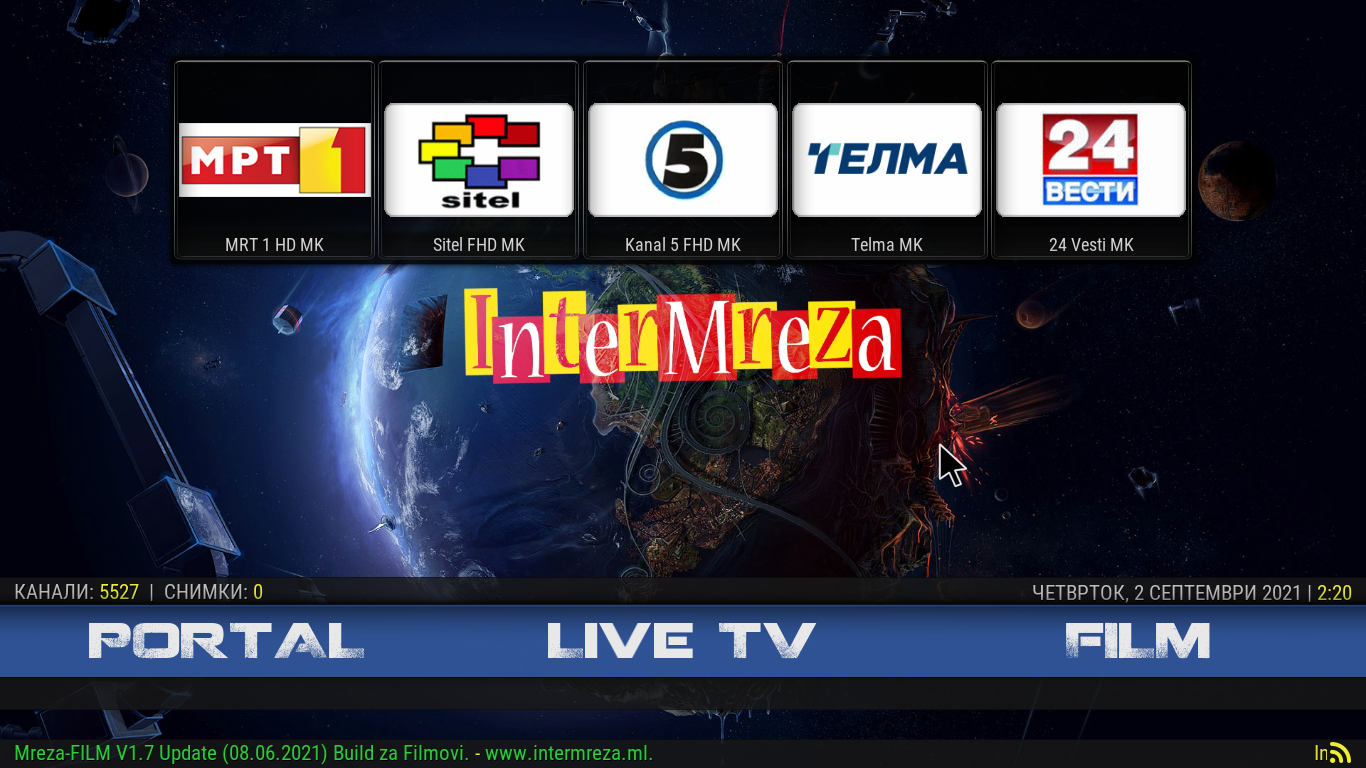 МРТ 1
sitel
5
ТЕЛМА
24
ВЕСТИ
MRT 1 HD MK
Sitel FHD MK
Kanal 5 FHD MK
Telma MK
24 Vesti MK
InterMreza
КАНАЛИ: 5527 | СНИМКИ: 0
ЧЕТВРТОК, 2 СЕПТЕМВРИ 2021 | 2:20
PORTAL
LIVE TV
FILM
Mreza-FILM V1.7 Update (08.06.2021) Build za Filmovi. - www.intermreza.ml.